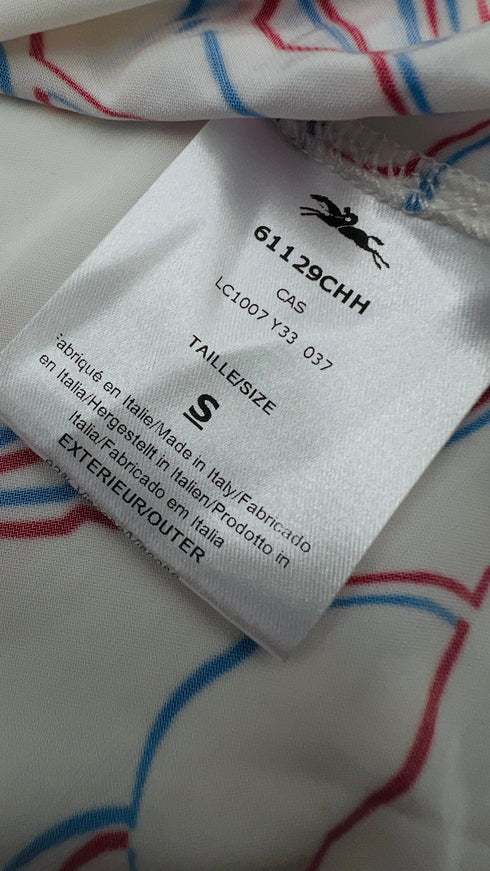 61129CHH
CAS
LC1007 Y33 037
TAILLE/SIZE
S
Fabriqué en Italie/Made in Italy/Fabricado
en Italia/Hergestellt in Italien/Prodotto in
Italia/Fabricado em Italia
EXTERIEUR/OUTER